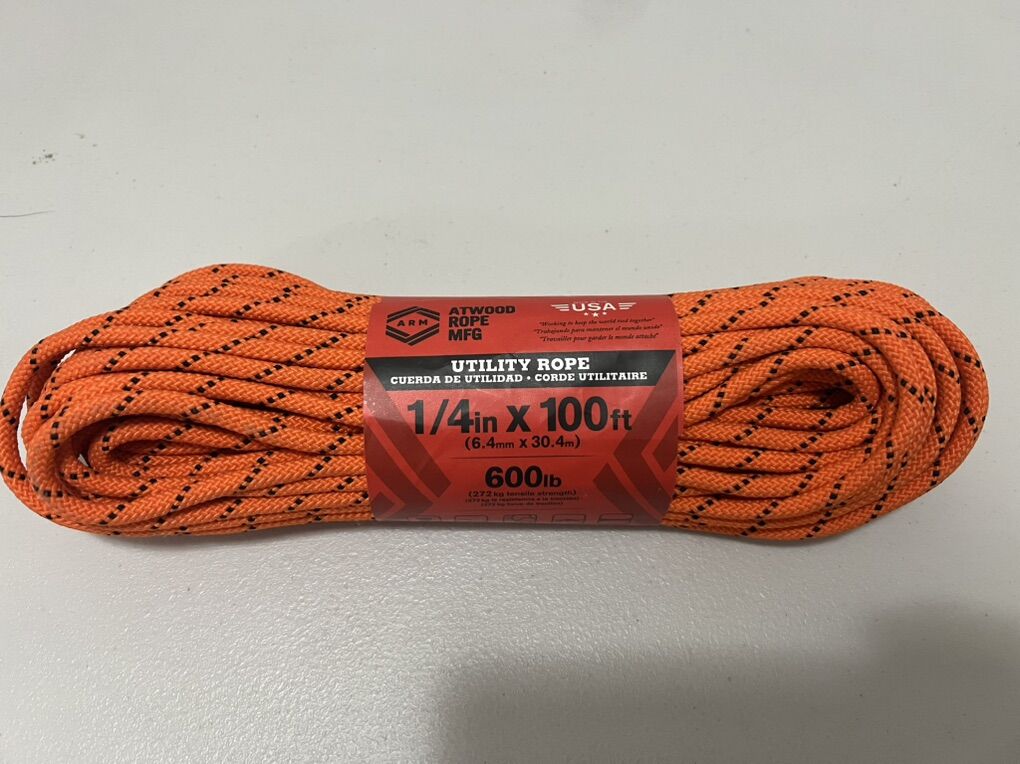 ARM
ATWOOD
ROPE
MFG
USA
"Working to keep the world tied together"
"Trabajando para mantener el mundo unido"
"Travailler pour garder le monde attaché"
UTILITY ROPE
CUERDA DE UTILIDAD • CORDE UTILITAIRE
1/4in X 100ft
(6.4mm X 30.4m)
600lb
(272 kg tensile strength)